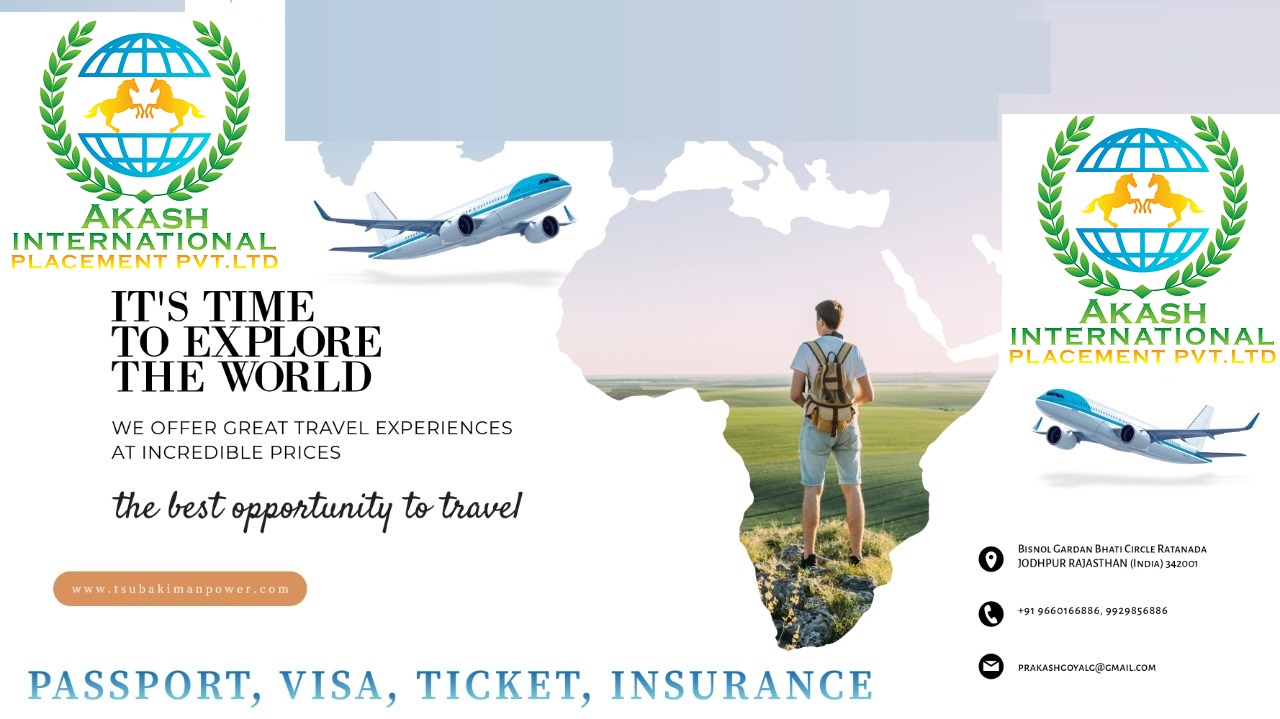 AKASH
INTERNATIONAL
PLACEMENT PVT.LTD
AKASH
INTERNATIONAL
PLACEMENT PVT.LTD
IT'S TIME
TO EXPLORE
THE WORLD
WE OFFER GREAT TRAVEL EXPERIENCES
AT INCREDIBLE PRICES
the best opportunity to travel
www.tsubakimanpower.com
Bisnol Gardan Bhati Circle Ratanada
JODHPUR RAJASTHAN (India) 342001
+91 9660166886, 9929856886
PRAKASHGOYALG@GMAIL.COM
PASSPORT, VISA, TICKET, INSURANCE